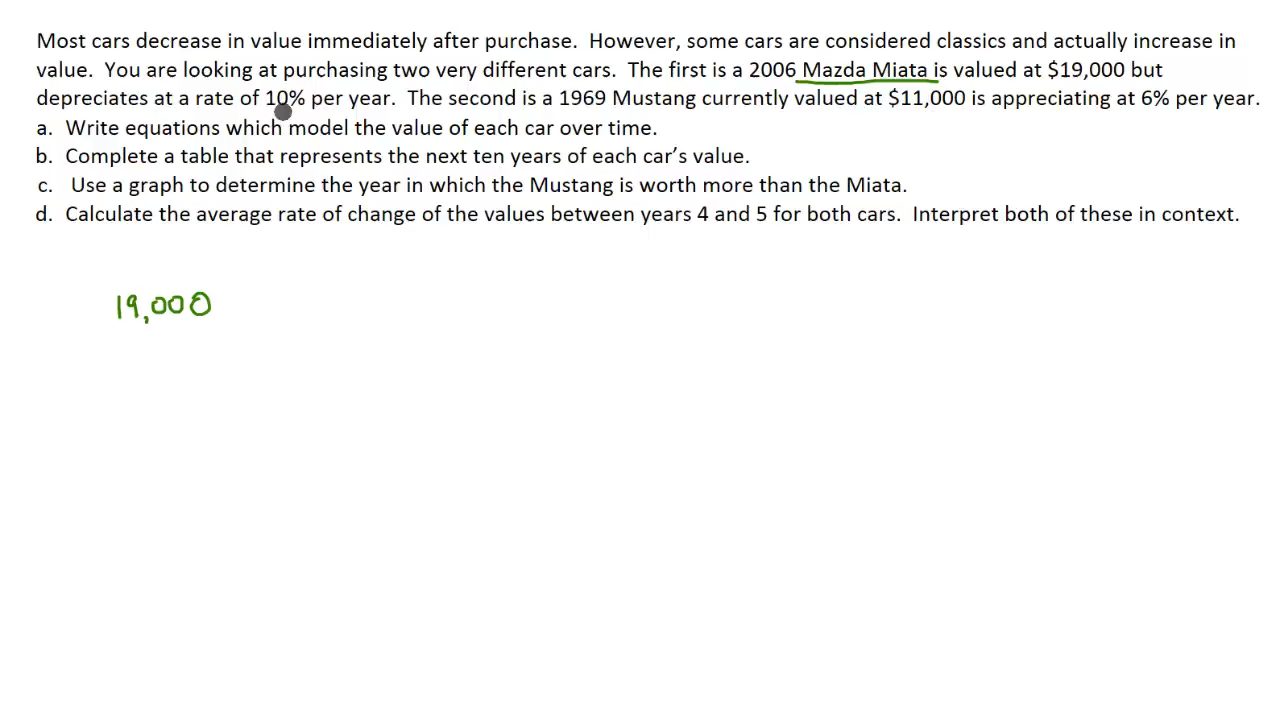 Most cars decrease in value immediately after purchase.  However, some cars are considered classics and actually increase in
value.  You are looking at purchasing two very different cars.  The first is a 2006 Mazda Miata is valued at $19,000 but
depreciates at a rate of 10% per year.  The second is a 1969 Mustang currently valued at $11,000 is appreciating at 6% per year.
a.  Write equations which model the value of each car over time.
b.  Complete a table that represents the next ten years of each car’s value.
c.   Use a graph to determine the year in which the Mustang is worth more than the Miata.
d.  Calculate the average rate of change of the values between years 4 and 5 for both cars.  Interpret both of these in context.
19,000